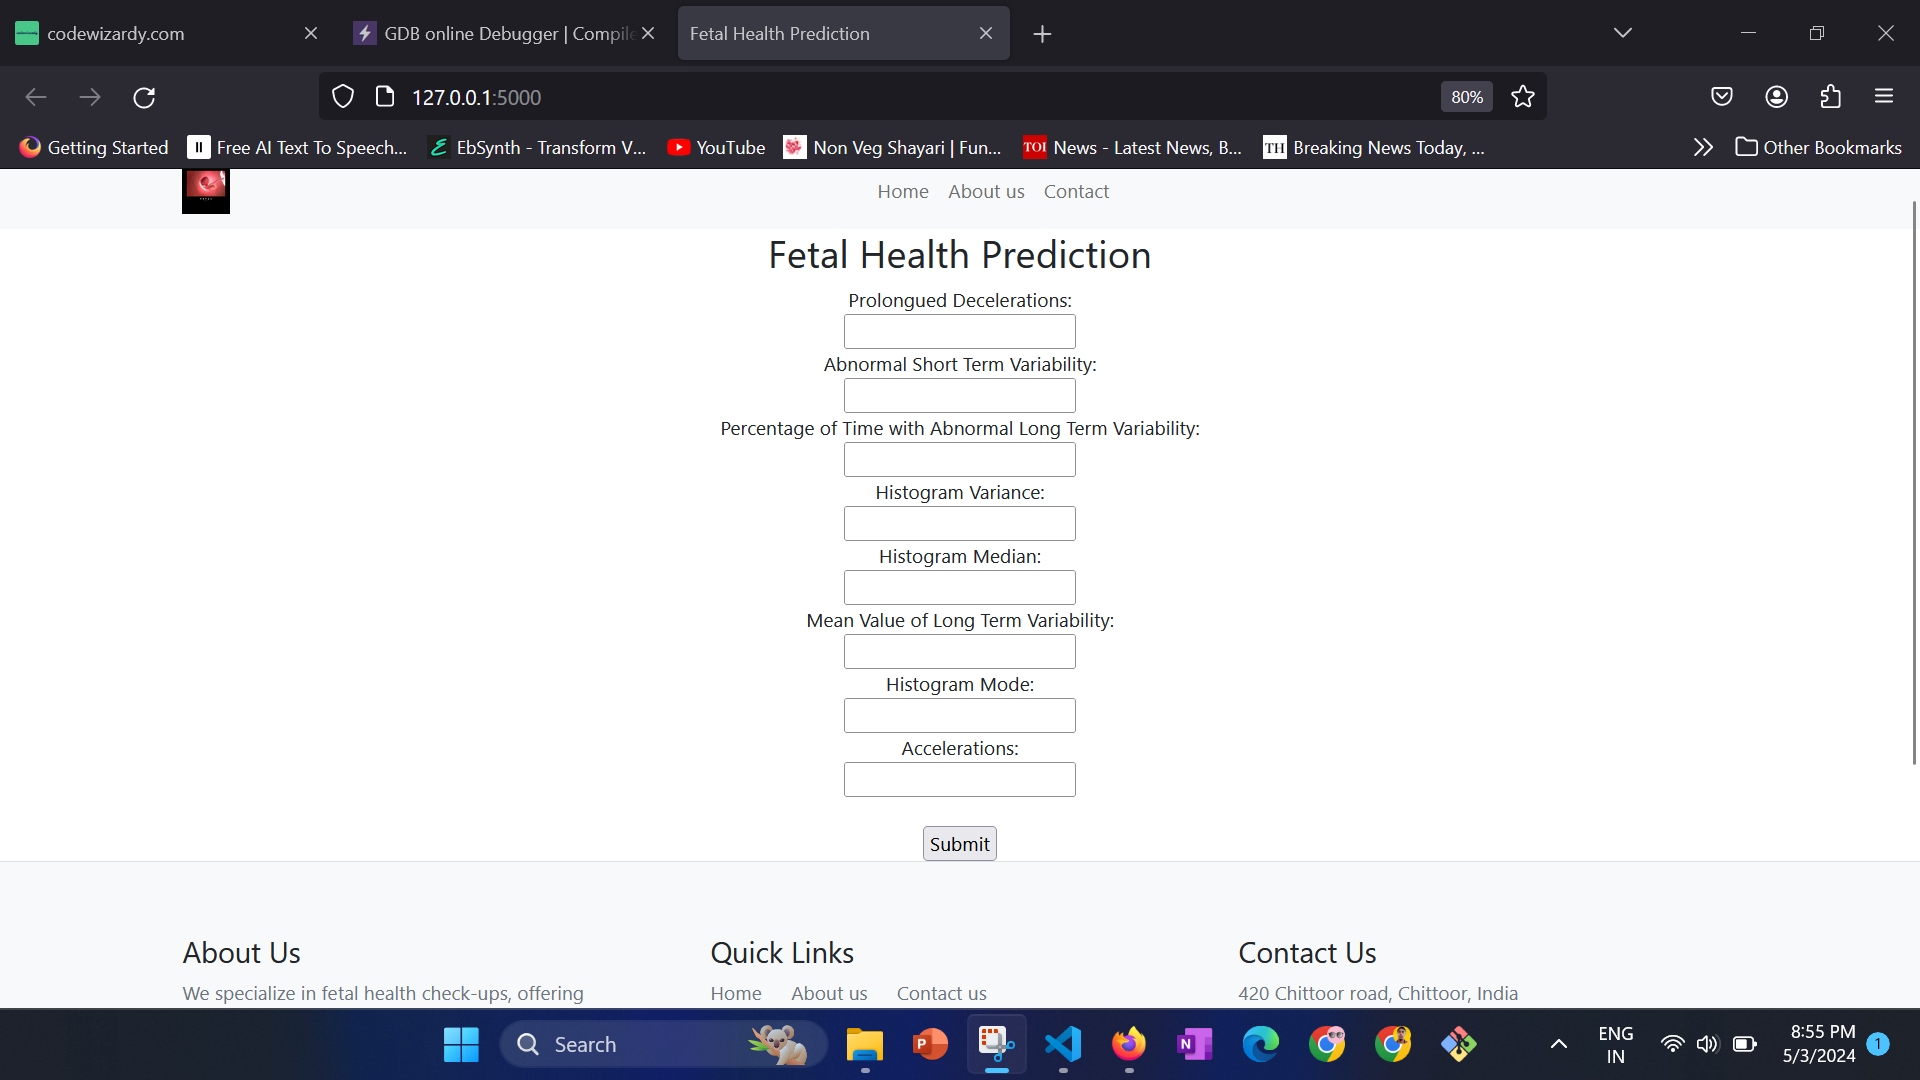 codewizardy.com
GDB online Debugger | Compile
Fetal Health Prediction
127.0.0.1:5000
80%
Getting Started
Free AI Text To Speech...
EbSynth - Transform V...
YouTube
Non Veg Shayari | Fun...
TOI
News - Latest News, B...
TH
Breaking News Today, ...
Other Bookmarks
Home About us Contact
Fetal Health Prediction
Prolongued Decelerations:
Abnormal Short Term Variability:
Percentage of Time with Abnormal Long Term Variability:
Histogram Variance:
Histogram Median:
Mean Value of Long Term Variability:
Histogram Mode:
Accelerations:
Submit
About Us
We specialize in fetal health check-ups, offering
Quick Links
Home About us Contact us
Contact Us
420 Chittoor road, Chittoor, India
Search
ENG
IN
8:55 PM
5/3/2024
1